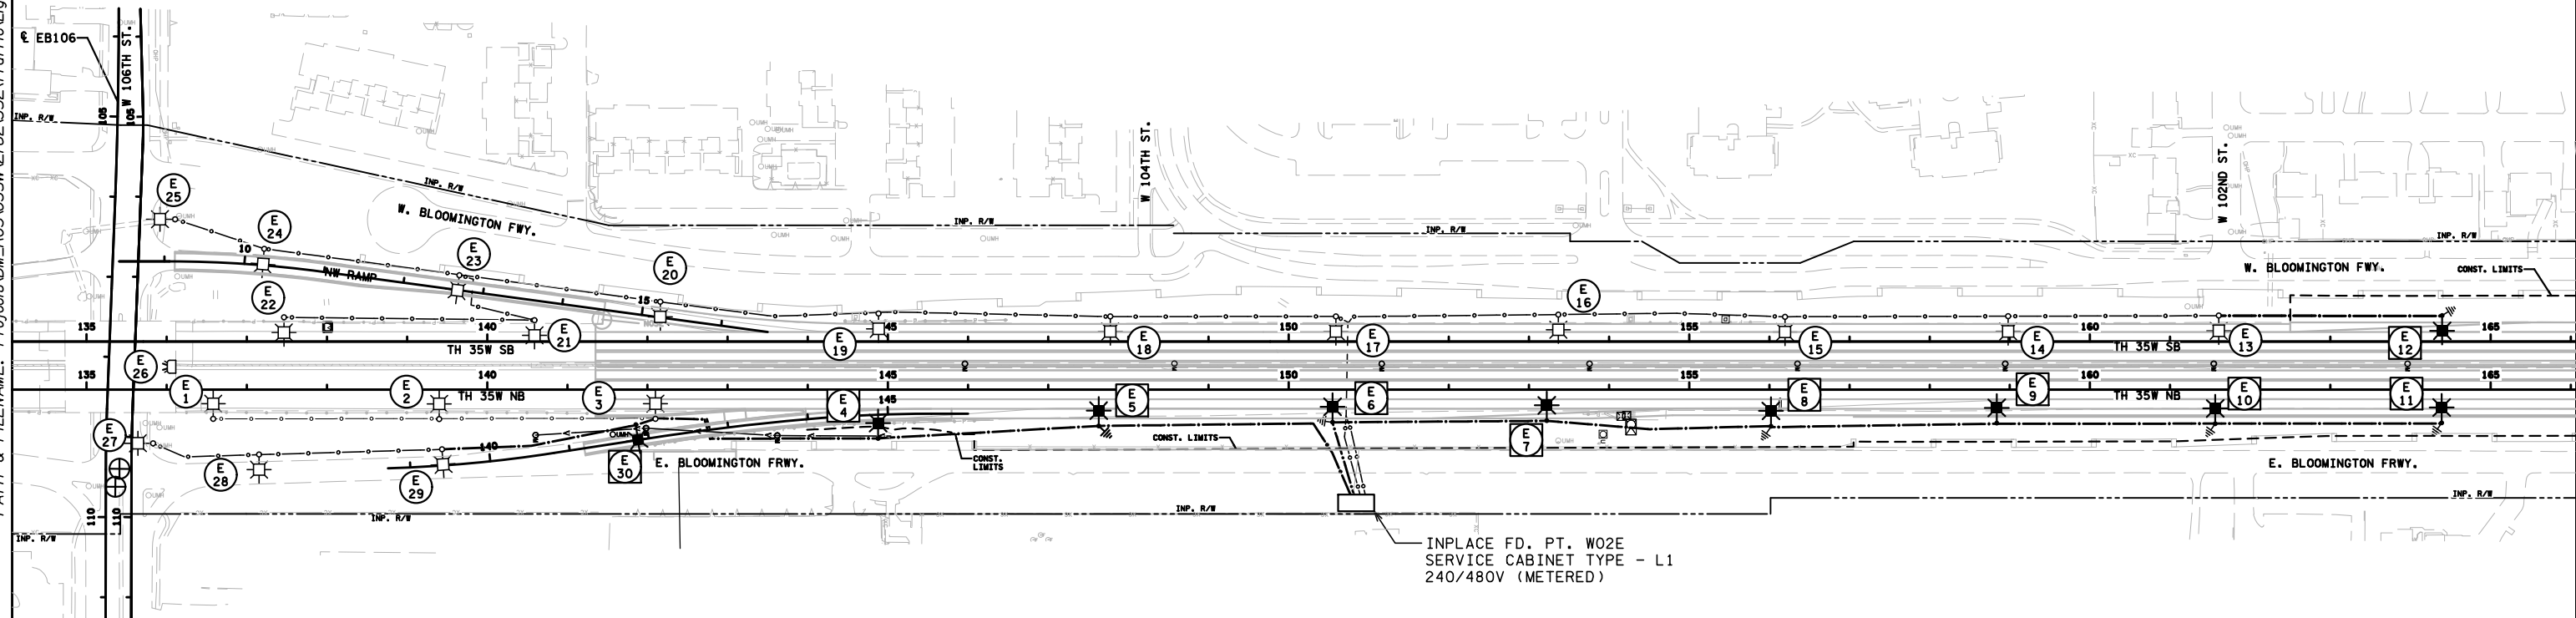 ℄ EB106
W 106TH ST.
105
105
INP. R/W
INP. R/W
INP. R/W
INP. R/W
INP. R/W
W. BLOOMINGTON FWY.
W 104TH ST.
W 102ND ST.
W. BLOOMINGTON FWY.
CONST. LIMITS
E
25
E
24
E
23
E
20
E
22
E
16
10
NW RAMP
15
135
140
145
150
155
160
165
E
21
E
19
E
18
E
17
E
15
E
14
E
13
E
12
TH 35W SB
TH 35W SB
E
26
135
140
145
150
155
160
165
E
1
E
2
E
3
E
4
E
5
E
6
E
8
E
9
E
10
E
11
TH 35W NB
TH 35W NB
145
E
27
E
7
140
CONST. LIMITS
CONST.
LIMITS
E
28
E
29
E
30
E. BLOOMINGTON FRWY.
E. BLOOMINGTON FRWY.
110
110
INP. R/W
INP. R/W
INP. R/W
INP. R/W
INPLACE FD. PT. W02E
SERVICE CABINET TYPE - L1
240/480V (METERED)